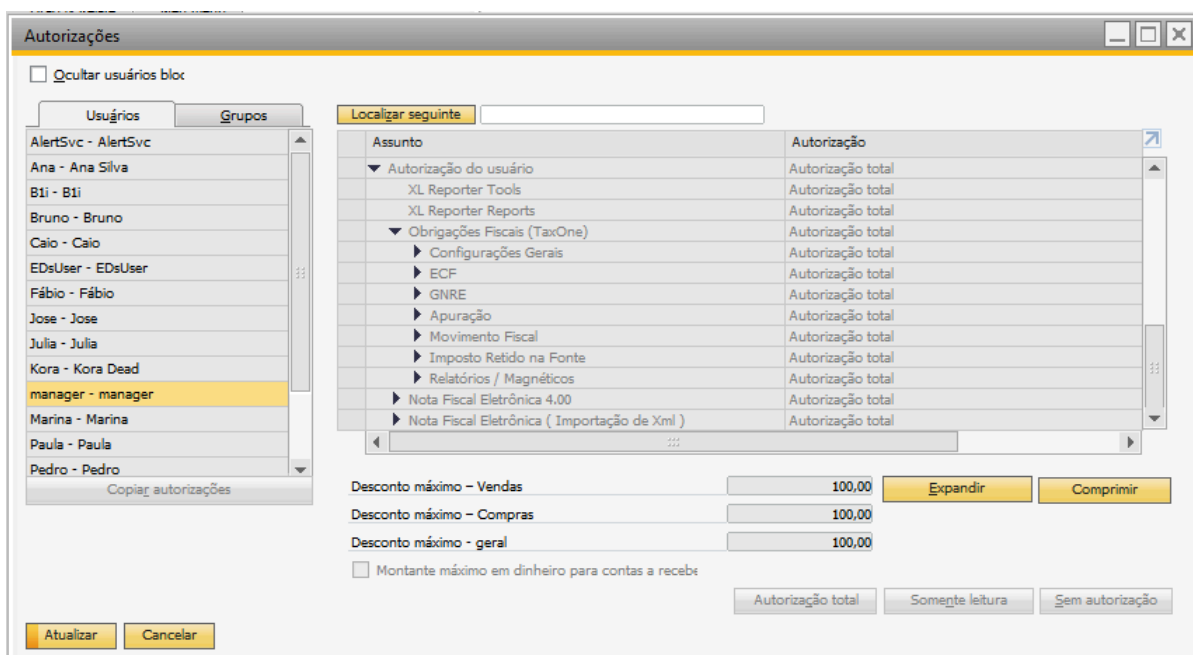 Autorizações
Ocultar usuários bloc
Usuários Grupos
Localizar seguinte
AlertSvc - AlertSvc
Ana - Ana Silva
B1i - B1i
Bruno - Bruno
Caio - Caio
EDsUser - EDsUser
Fábio - Fábio
Jose - Jose
Julia - Julia
Kora - Kora Dead
manager - manager
Marina - Marina
Paula - Paula
Pedro - Pedro
Copiar autorizações
Assunto Autorização
Autorização do usuário Autorização total
XL Reporter Tools Autorização total
XL Reporter Reports Autorização total
Obrigações Fiscais (TaxOne) Autorização total
Configurações Gerais Autorização total
ECF Autorização total
GNRE Autorização total
Apuração Autorização total
Movimento Fiscal Autorização total
Imposto Retido na Fonte Autorização total
Relatórios / Magnéticos Autorização total
Nota Fiscal Eletrônica 4.00 Autorização total
Nota Fiscal Eletrônica ( Importação de Xml ) Autorização total
Desconto máximo – Vendas 100,00
Expandir Comprimir
Desconto máximo – Compras 100,00
Desconto máximo - geral 100,00
Montante máximo em dinheiro para contas a recebe
Autorização total Somente leitura Sem autorização
Atualizar Cancelar